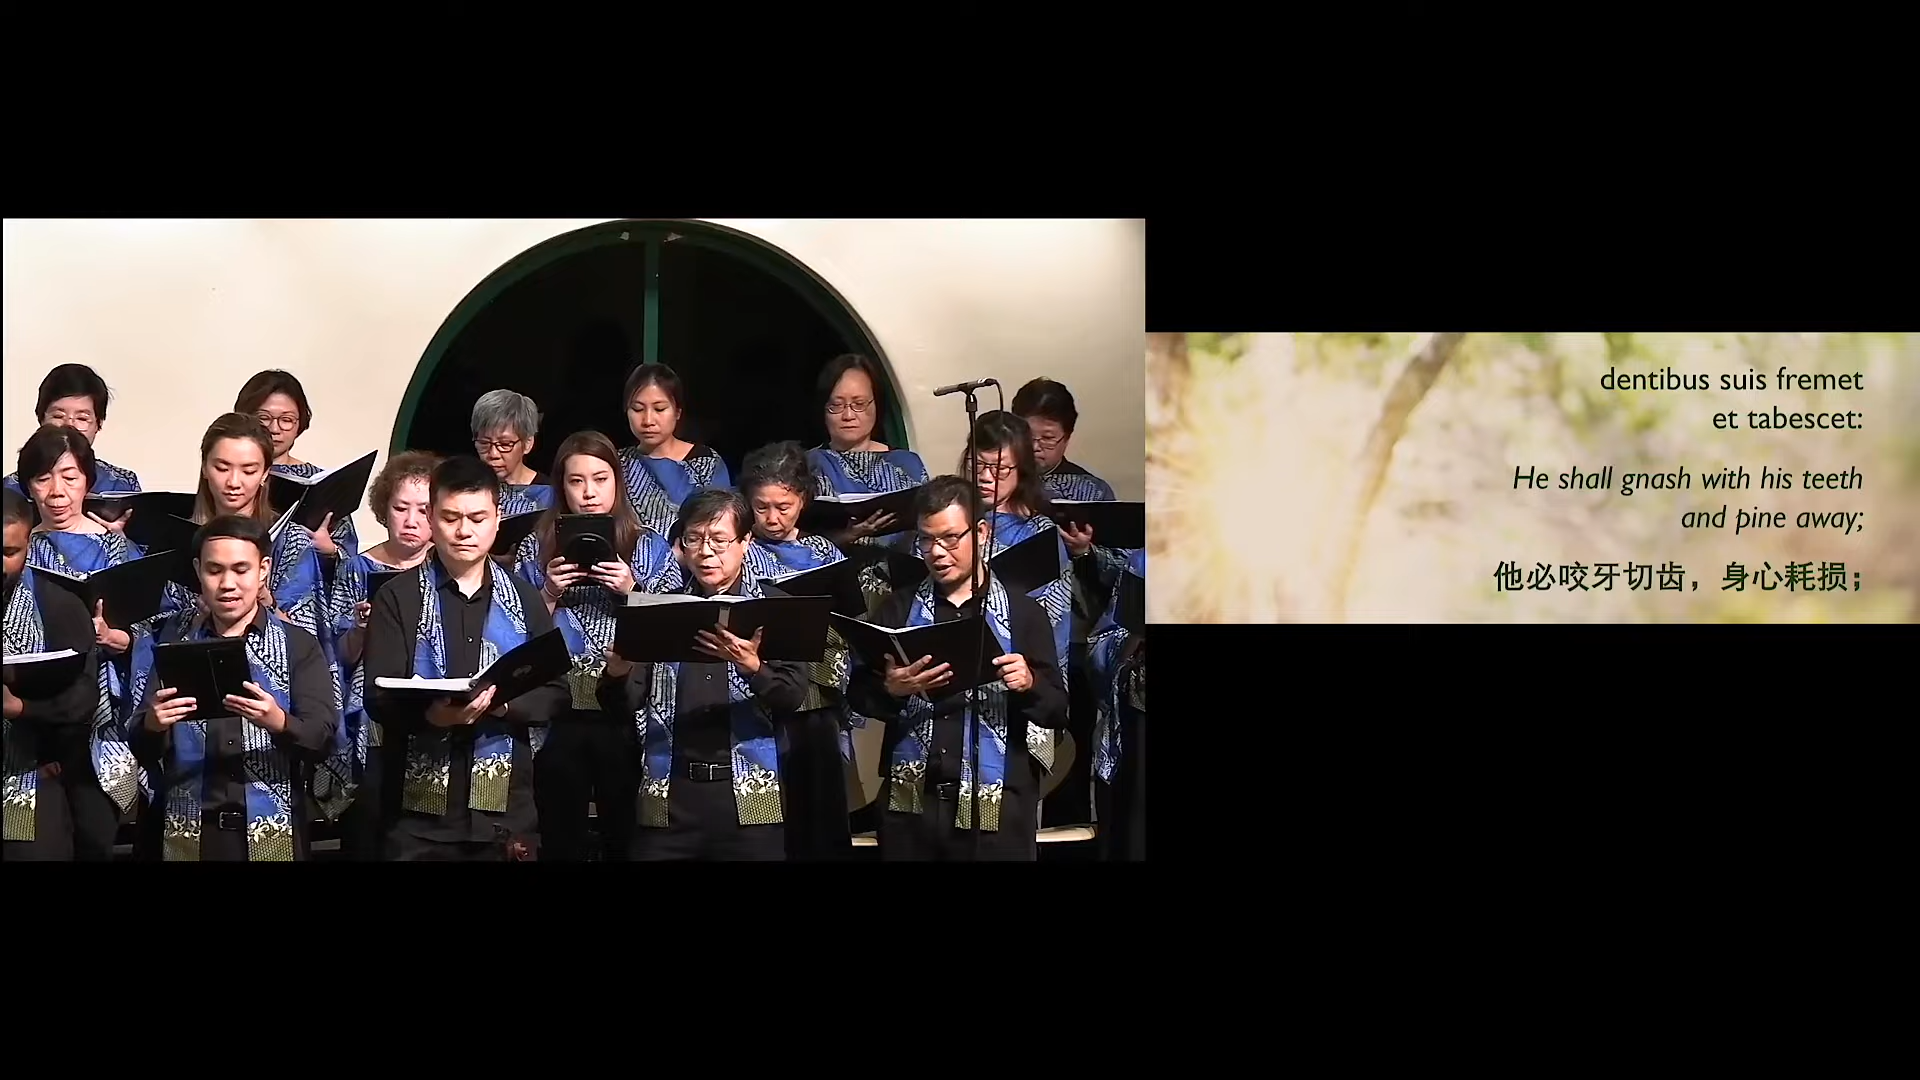 dentibus suis fremet
et tabescet:
He shall gnash with his teeth
and pine away;
他必咬牙切齿，身心耗损；